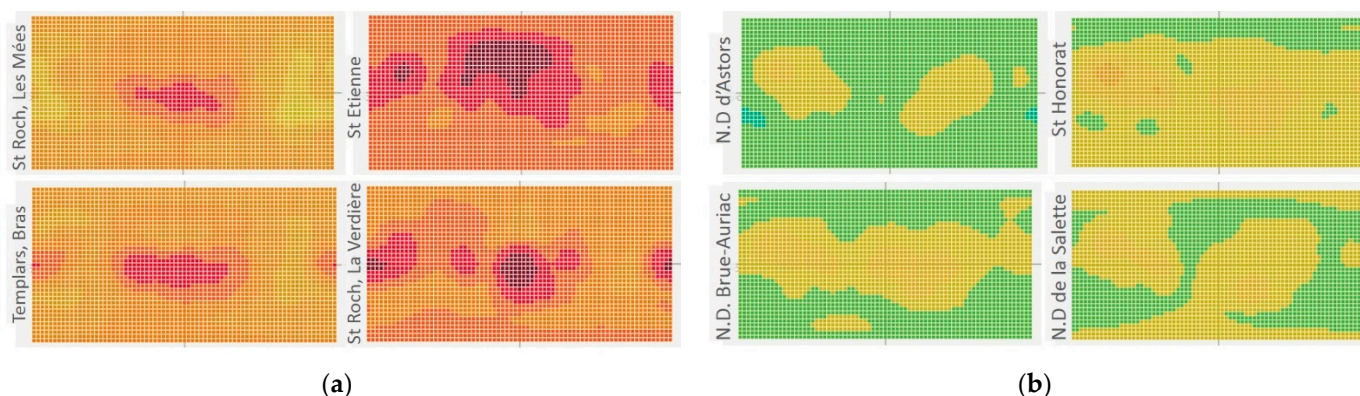 St Roch, Les Mées
St Etienne
N.D d’Astors
St Honorat
Templars, Bras
St Roch, La Verdière
N.D. Brue-Auriac
N.D de la Salette
(a)
(b)